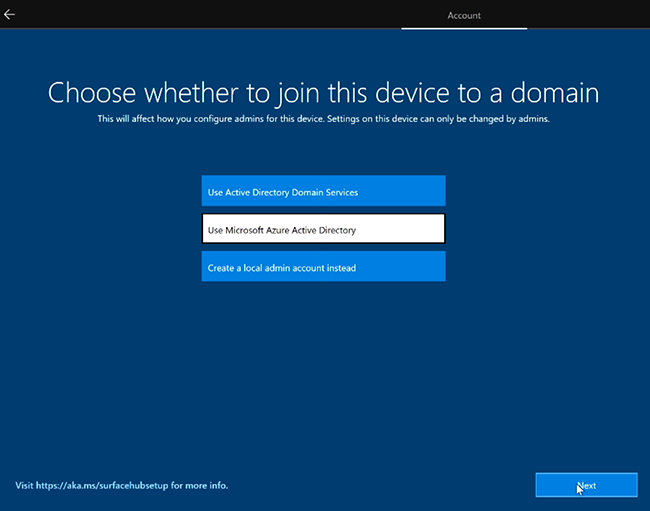 Account
Choose whether to join this device to a domain
This will affect how you configure admins for this device. Settings on this device can only be changed by admins.
Use Active Directory Domain Services
Use Microsoft Azure Active Directory
Create a local admin account instead
Visit https://aka.ms/surfacehubsetup for more info.
Next